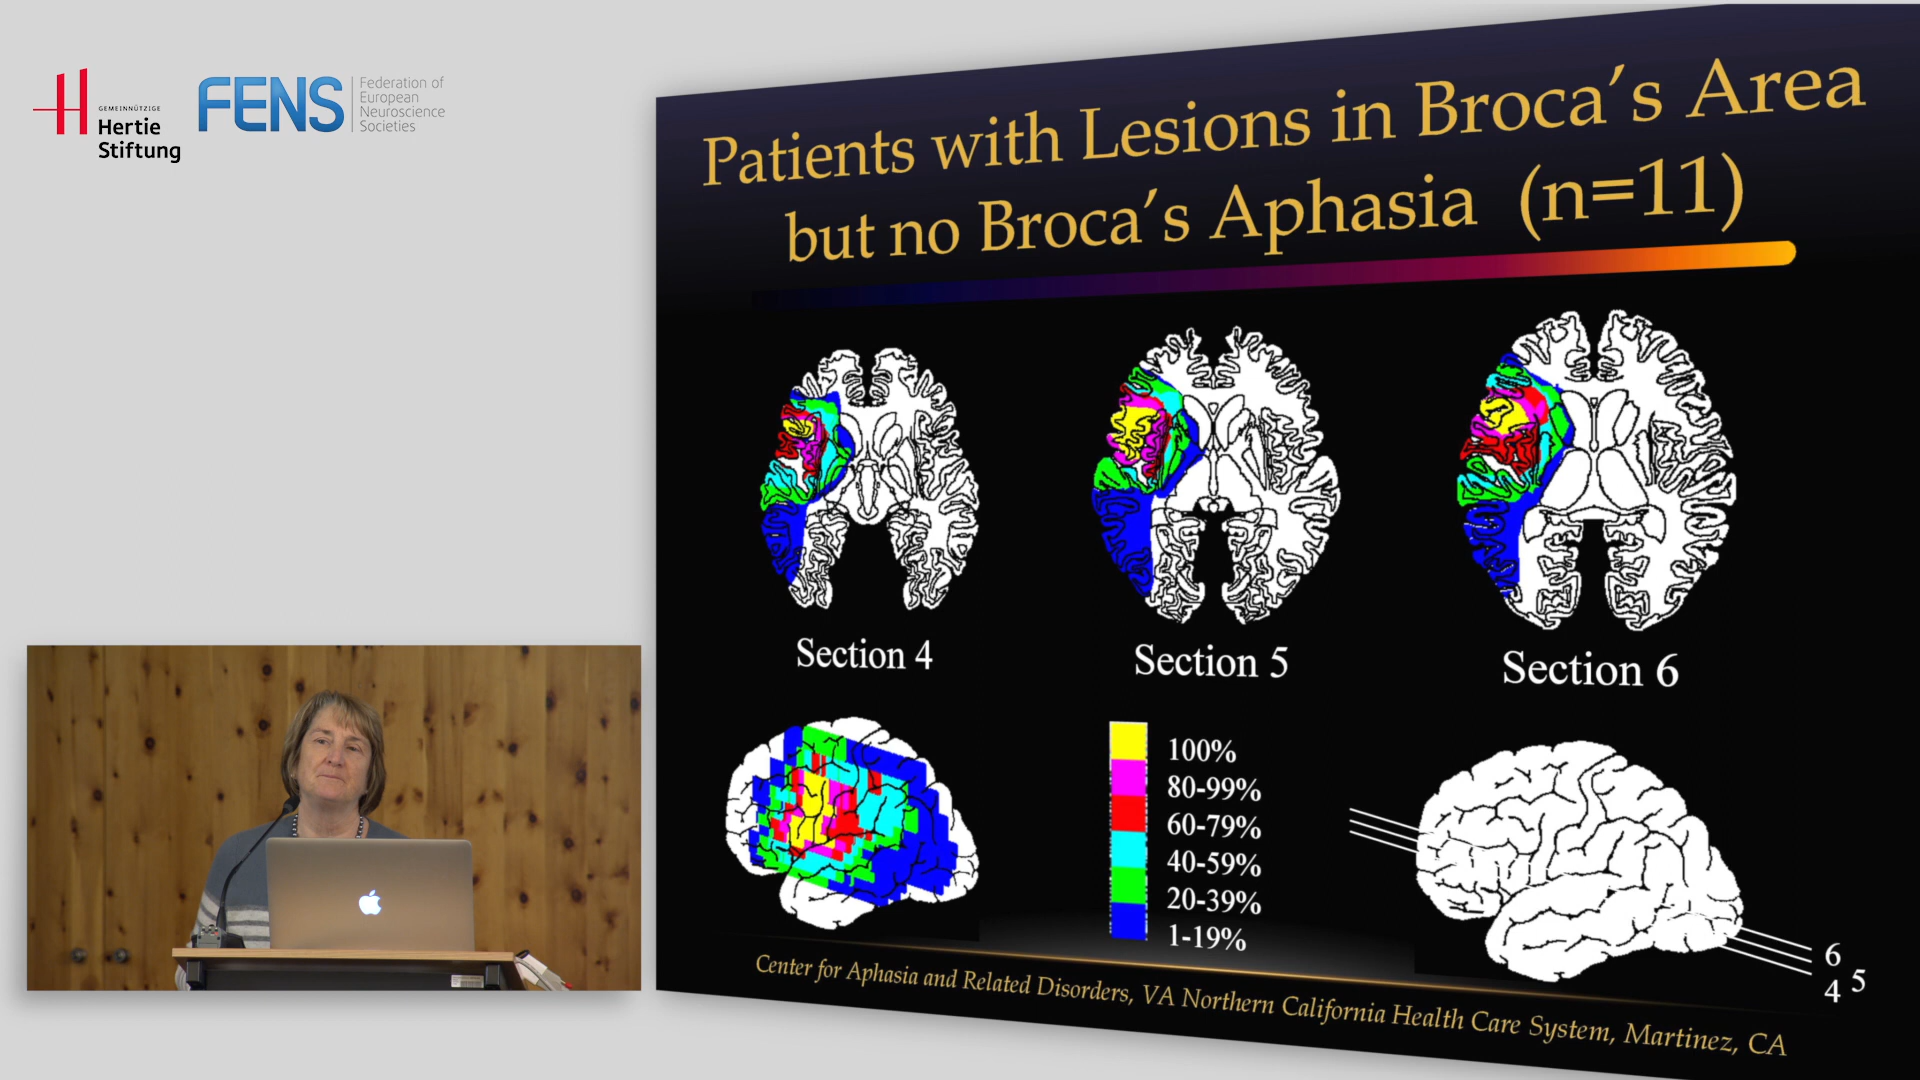 GEMEINNÜTZIGE
Hertie
Stiftung
FENS
Federation of
European
Neuroscience
Societies
Patients with Lesions in Broca's Area
but no Broca's Aphasia (n=11)
Section 4
Section 5
Section 6
100%
80-99%
60-79%
40-59%
20-39%
1-19%
6
5
4
Center for Aphasia and Related Disorders, VA Northern California Health Care System, Martinez, CA